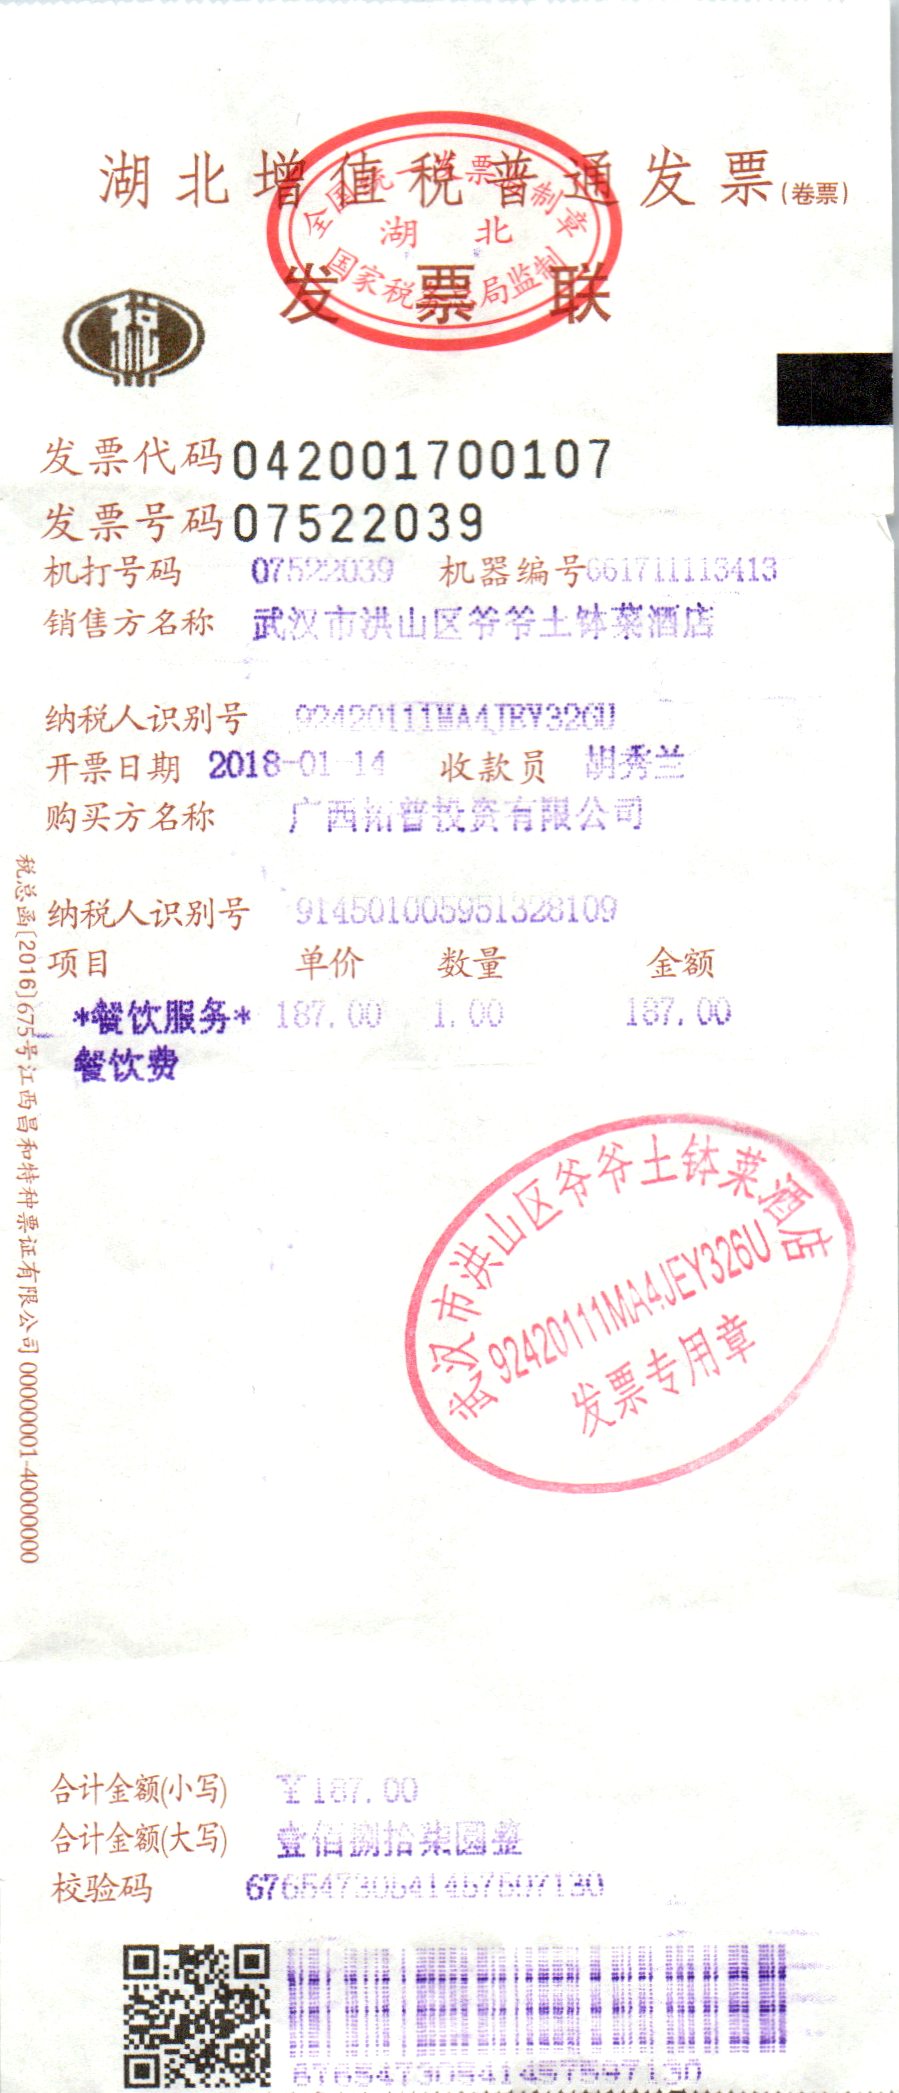 湖北增值税普通发票(卷票)
全国统一发票监制章
湖 北
国家税务总局监制
发 票 联
发票代码 042001700107
发票号码 07522039
机打号码 07522039 机器编号 661711113413
销售方名称 武汉市洪山区爷爷土钵菜酒店
纳税人识别号 92420111MA4JEY326U
开票日期 2018-01-14 收款员 胡秀兰
购买方名称 广西拓普投资有限公司
纳税人识别号 914501005951328109
项目 单价 数量 金额
*餐饮服务* 187.00 1.00 187.00
餐饮费
税总函[2016]675号江西昌和特种票证有限公司 00000001-40000000
武汉市洪山区爷爷土钵菜酒店
92420111MA4JEY326U
发票专用章
合计金额(小写) ¥187.00
合计金额(大写) 壹佰捌拾柒圆整
校验码